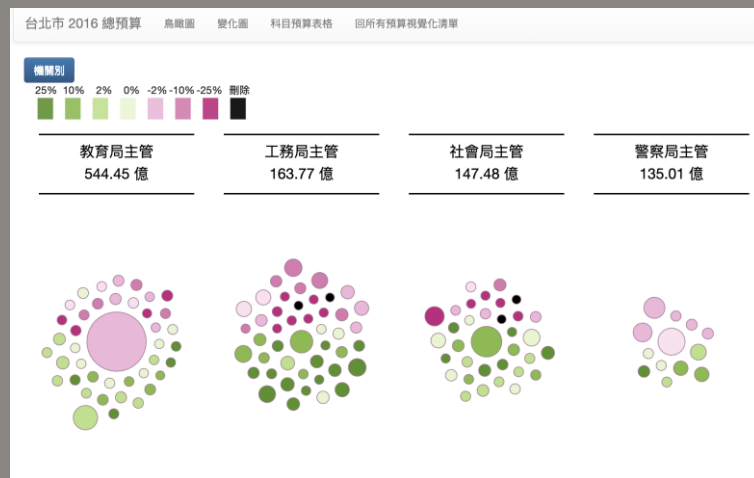 台北市 2016 總預算 鳥瞰圖 變化圖 科目預算表格 回所有預算視覺化清單
機關別
25% 10% 2% 0% -2% -10% -25% 刪除
教育局主管 工務局主管 社會局主管 警察局主管
544.45 億 163.77 億 147.48 億 135.01 億